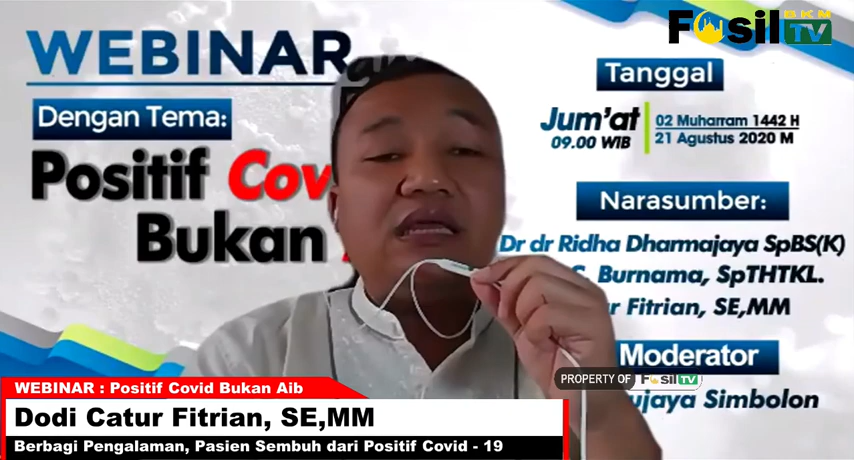 WEBINAR
Dengan Tema:
Positif Cov
Bukan
Fosil BKM TV
Tanggal
Jum'at
09.00 WIB
02 Muharram 1442 H
21 Agustus 2020 M
Narasumber:
Dr dr Ridha Dharmajaya SpBS(K)
Burnama, SpTHTKL.
Fitrian, SE,MM
Moderator
Simbolon
PROPERTY OF Fosil TV
WEBINAR : Positif Covid Bukan Aib
Dodi Catur Fitrian, SE,MM
Berbagi Pengalaman, Pasien Sembuh dari Positif Covid - 19